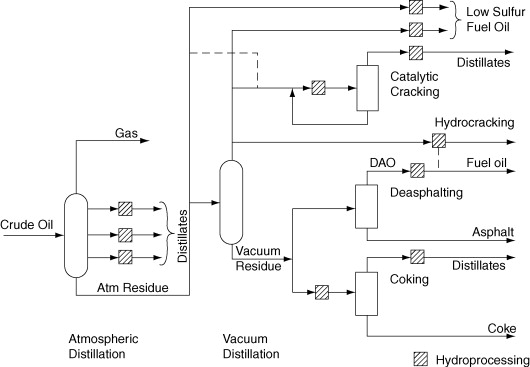 Low Sulfur
Fuel Oil
Distillates
Catalytic
Cracking
Hydrocracking
Gas
DAO
Fuel oil
Deasphalting
Crude Oil
Distillates
Asphalt
Vacuum
Residue
Distillates
Atm Residue
Coking
Coke
Atmospheric
Distillation
Vacuum
Distillation
Hydroprocessing